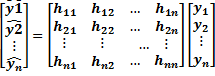 [ŷ1]   [h₁₁ h₁₂ … h₁ₙ] [y₁]
[ŷ2] = [h₂₁ h₂₂ … h₂ₙ] [y₂]
[⋮]   [⋮ ⋮ … ⋮] [⋮]
[ŷₙ]   [hₙ₁ hₙ₂ … hₙₙ] [yₙ]